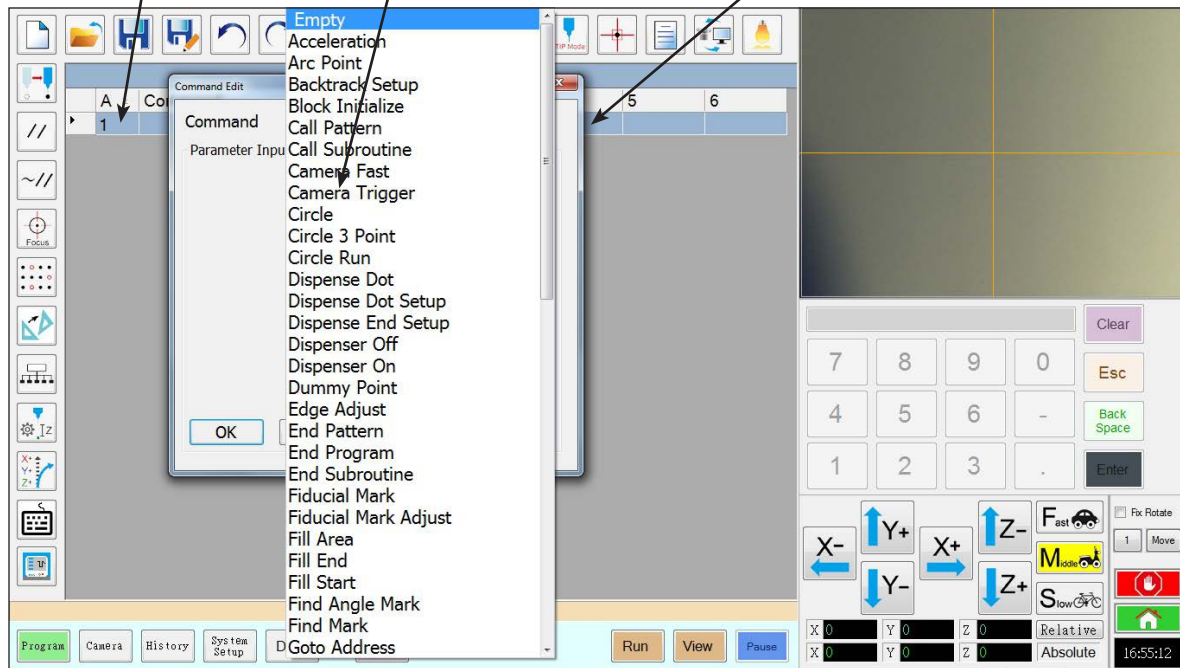 TIP Mode
Command Edit
A
Co
5
6
1
Command
Parameter Inpu
OK
Empty
Acceleration
Arc Point
Backtrack Setup
Block Initialize
Call Pattern
Call Subroutine
Camera Fast
Camera Trigger
Circle
Circle 3 Point
Circle Run
Dispense Dot
Dispense Dot Setup
Dispense End Setup
Dispenser Off
Dispenser On
Dummy Point
Edge Adjust
End Pattern
End Program
End Subroutine
Fiducial Mark
Fiducial Mark Adjust
Fill Area
Fill End
Fill Start
Find Angle Mark
Find Mark
Goto Address
//
~//
Focus
Z
X+
Y+
Z+
Clear
7 8 9 0 Esc
4 5 6 - Back Space
1 2 3 . Enter
X- Y+ X+ Z- Fast
Y- Z+ Middle
Slow
Fix Rotate
1 Move
X 0 Y 0 Z 0 Relative
X 0 Y 0 Z 0 Absolute
16:55:12
Program Camera History System Setup D Run View Pause